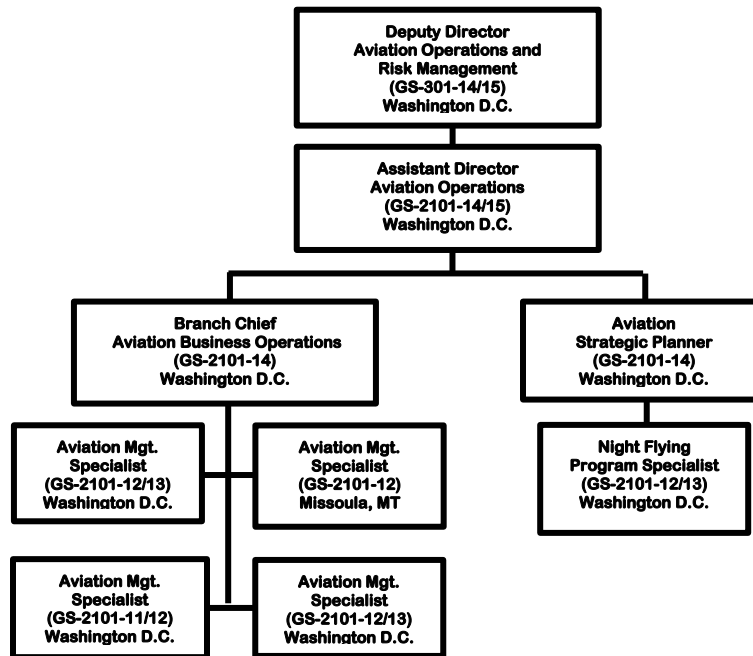 Deputy Director
Aviation Operations and
Risk Management
(GS-301-14/15)
Washington D.C.
Assistant Director
Aviation Operations
(GS-2101-14/15)
Washington D.C.
Branch Chief
Aviation Business Operations
(GS-2101-14)
Washington D.C.
Aviation
Strategic Planner
(GS-2101-14)
Washington D.C.
Aviation Mgt.
Specialist
(GS-2101-12/13)
Washington D.C.
Aviation Mgt.
Specialist
(GS-2101-12)
Missoula, MT
Night Flying
Program Specialist
(GS-2101-12/13)
Washington D.C.
Aviation Mgt.
Specialist
(GS-2101-11/12)
Washington D.C.
Aviation Mgt.
Specialist
(GS-2101-12/13)
Washington D.C.